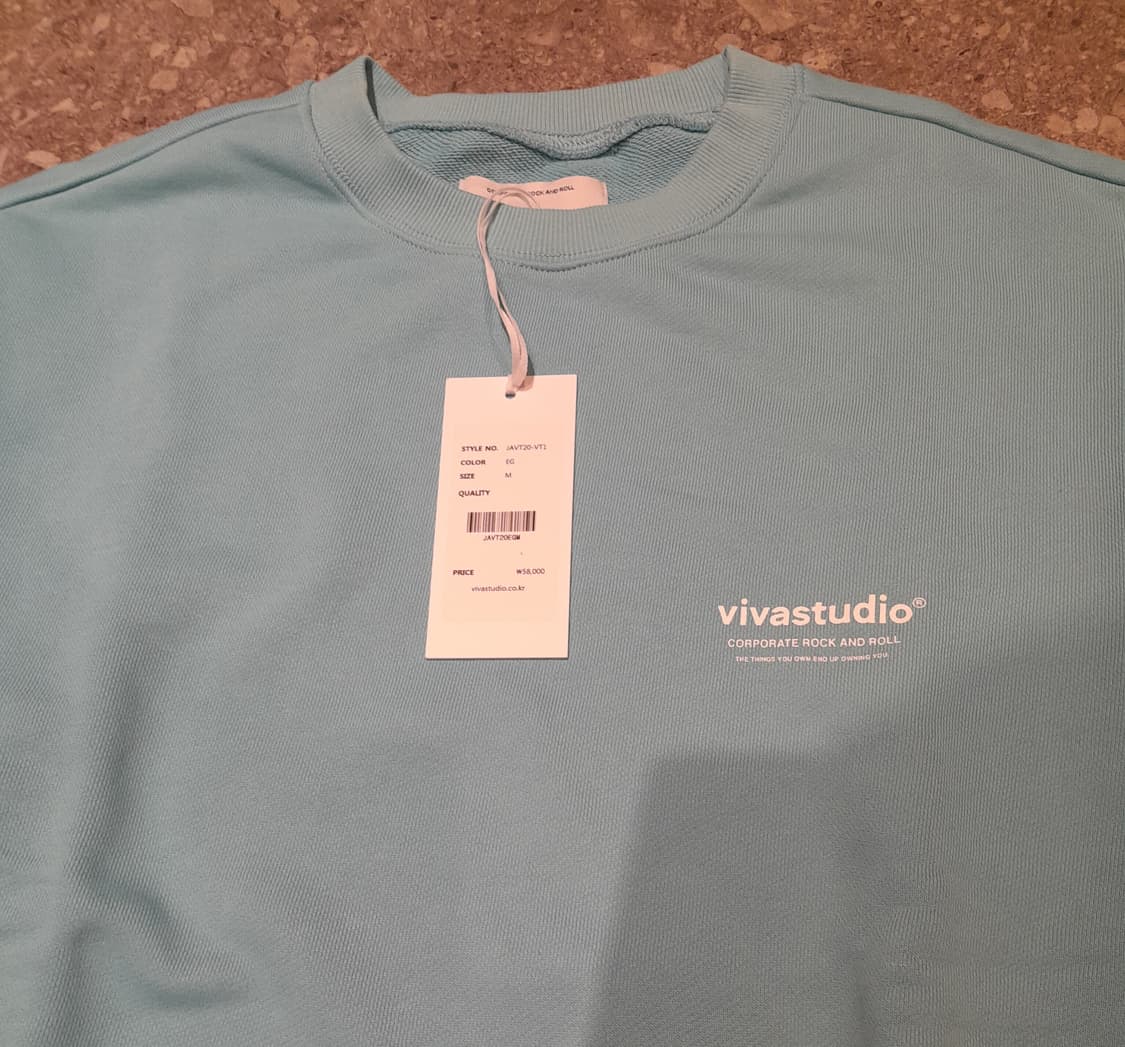 ROCK AND ROLL
STYLE NO. JAVT20-VT1
COLOR EG
SIZE M
QUALITY
JAVT20EGM
PRICE ₩58,000
vivastudio.co.kr
vivastudio®
CORPORATE ROCK AND ROLL
THE THINGS YOU OWN END UP OWNING YOU